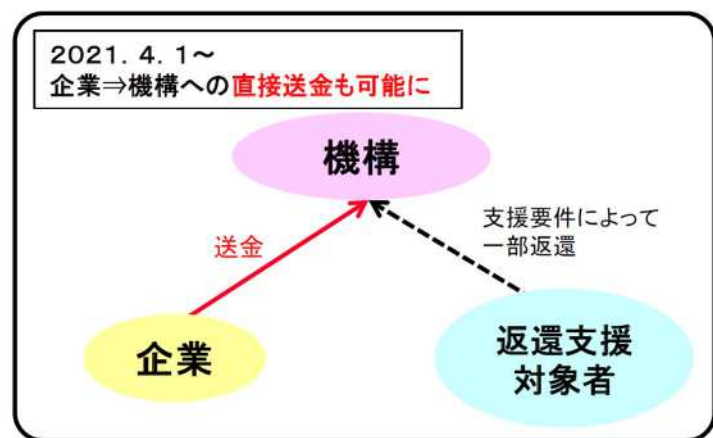 2021. 4. 1~
企業⇒機構への直接送金も可能に
機構
送金
支援要件によって
一部返還
企業
返還支援
対象者